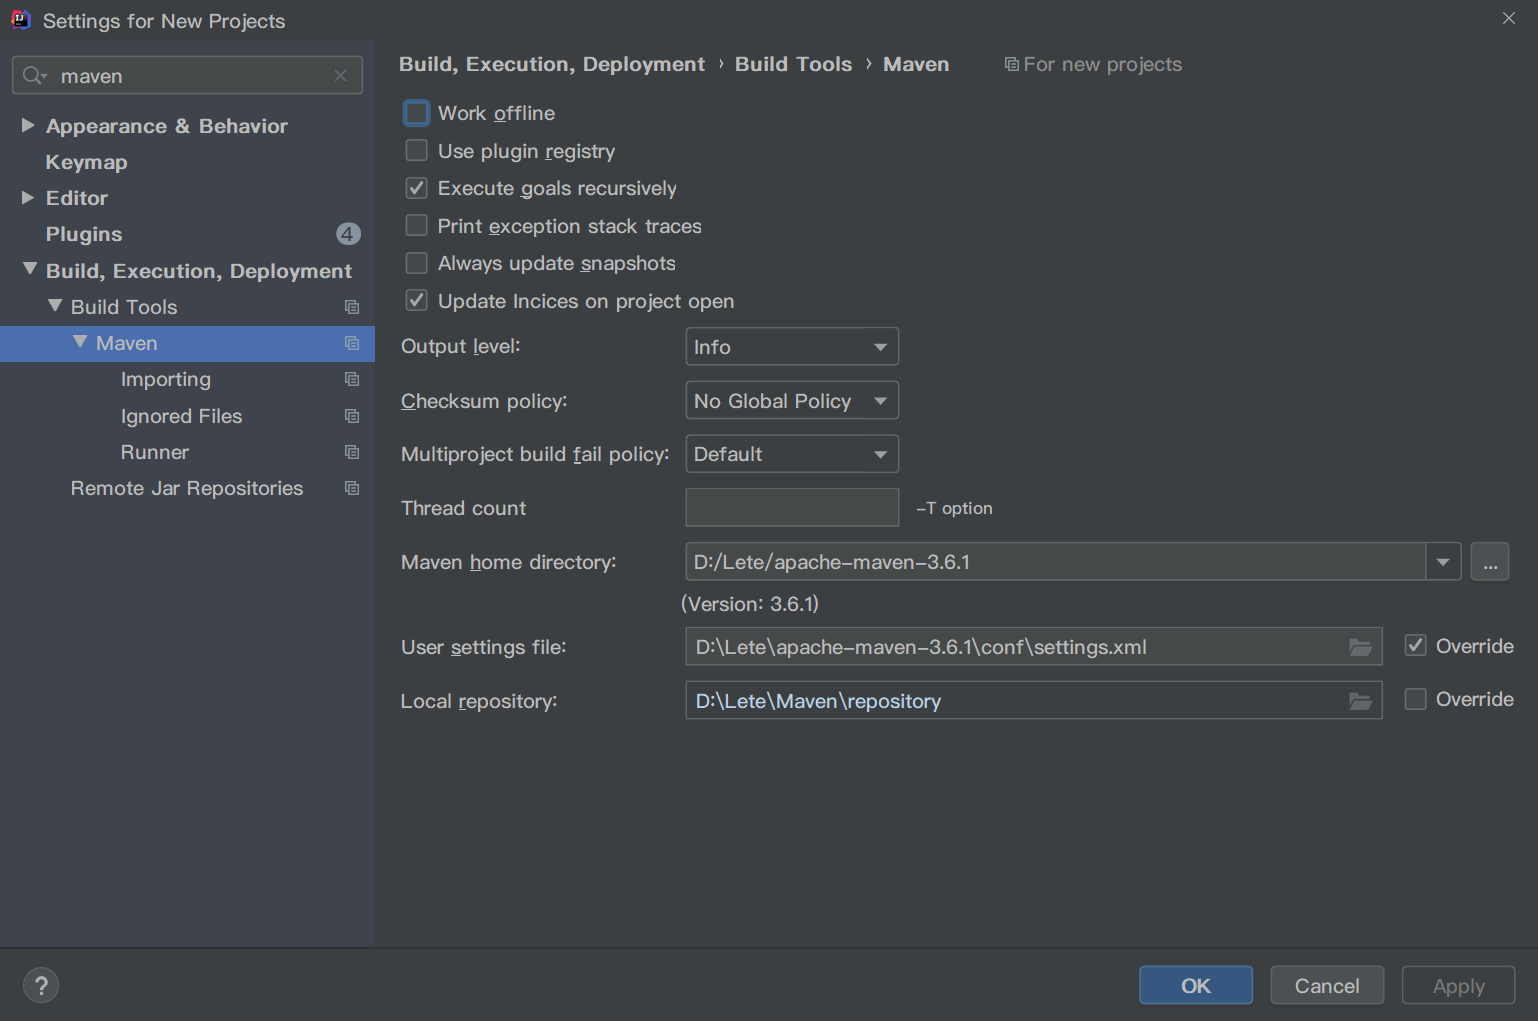 Settings for New Projects
maven
Appearance & Behavior
Keymap
Editor
Plugins 4
Build, Execution, Deployment
Build Tools
Maven
Importing
Ignored Files
Runner
Remote Jar Repositories
Build, Execution, Deployment › Build Tools › Maven For new projects
Work offline
Use plugin registry
Execute goals recursively
Print exception stack traces
Always update snapshots
Update Incices on project open
Output level: Info
Checksum policy: No Global Policy
Multiproject build fail policy: Default
Thread count -T option
Maven home directory: D:/Lete/apache-maven-3.6.1 ...
(Version: 3.6.1)
User settings file: D:\Lete\apache-maven-3.6.1\conf\settings.xml Override
Local repository: D:\Lete\Maven\repository Override
? OK Cancel Apply